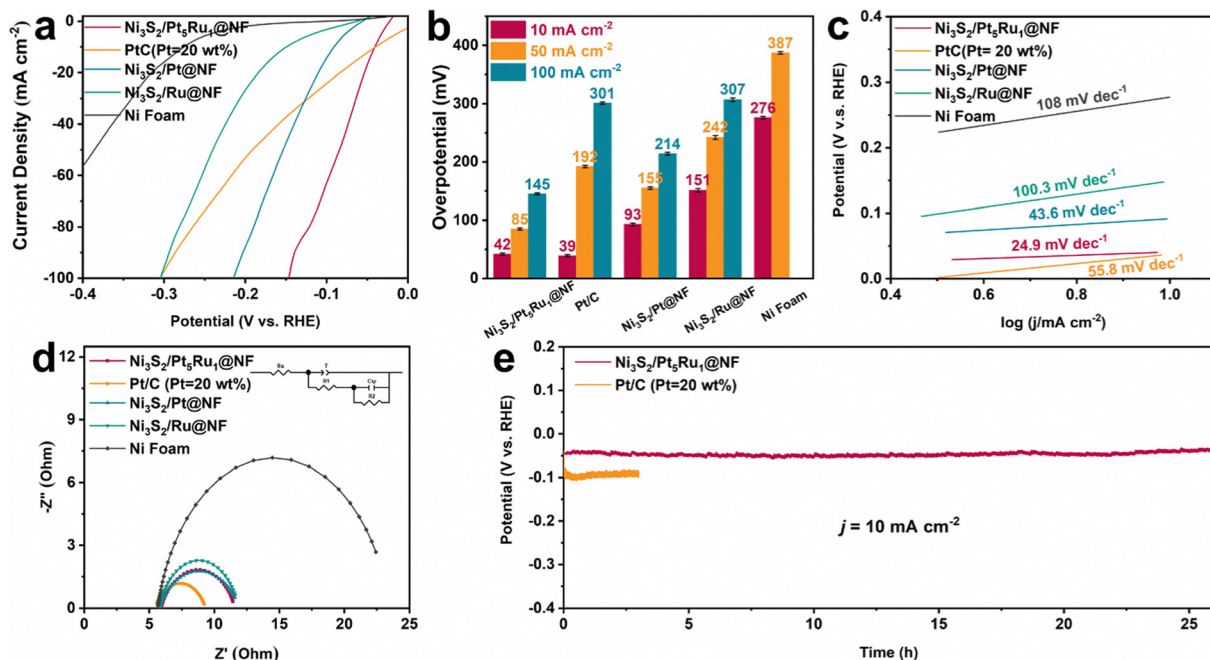 a
Ni₃S₂/Pt₅Ru₁@NF
PtC(Pt=20 wt%)
Ni₃S₂/Pt@NF
Ni₃S₂/Ru@NF
Ni Foam
Current Density (mA cm⁻²)
0
-20
-40
-60
-80
-100
-0.4
-0.3
-0.2
-0.1
0.0
Potential (V vs. RHE)
b
10 mA cm⁻²
50 mA cm⁻²
100 mA cm⁻²
Overpotential (mV)
400
300
200
100
0
42
85
145
39
192
301
93
155
214
151
242
307
276
387
Ni₃S₂/Pt₅Ru₁@NF
Pt/C
Ni₃S₂/Pt@NF
Ni₃S₂/Ru@NF
Ni Foam
c
Ni₃S₂/Pt₅Ru₁@NF
PtC(Pt= 20 wt%)
Ni₃S₂/Pt@NF
Ni₃S₂/Ru@NF
Ni Foam
Potential (V v.s. RHE)
0.4
0.3
0.2
0.1
0.0
108 mV dec⁻¹
100.3 mV dec⁻¹
43.6 mV dec⁻¹
24.9 mV dec⁻¹
55.8 mV dec⁻¹
0.4
0.6
0.8
1.0
log (j/mA cm⁻²)
d
Ni₃S₂/Pt₅Ru₁@NF
Pt/C (Pt=20 wt%)
Ni₃S₂/Pt@NF
Ni₃S₂/Ru@NF
Ni Foam
Rs
T
R1
R2
-Z'' (Ohm)
12
9
6
3
0
0
5
10
15
20
25
Z' (Ohm)
e
Ni₃S₂/Pt₅Ru₁@NF
Pt/C (Pt=20 wt%)
Potential (V vs. RHE)
0.2
0.1
0.0
-0.1
-0.2
-0.3
-0.4
j = 10 mA cm⁻²
0
5
10
15
20
25
Time (h)